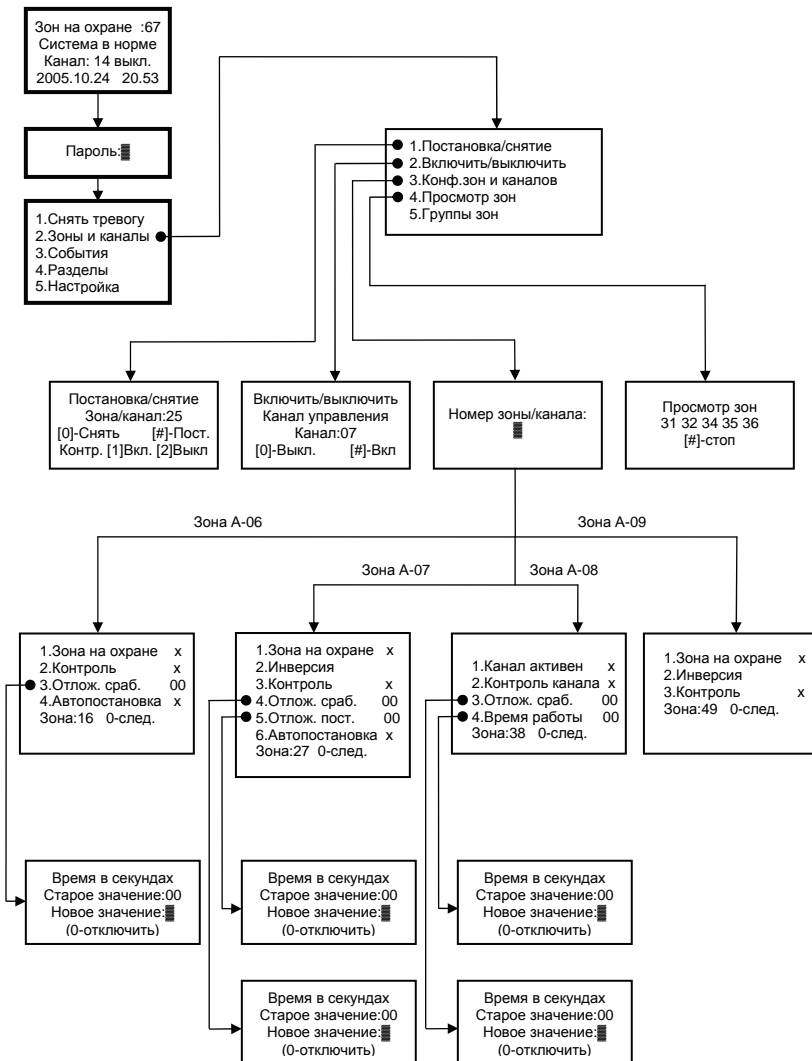 Зон на охране :67
Система в норме
Канал: 14 выкл.
2005.10.24 20.53
Пароль:
1.Снять тревогу
2.Зоны и каналы
3.События
4.Разделы
5.Настройка
1.Постановка/снятие
2.Включить/выключить
3.Конф.зон и каналов
4.Просмотр зон
5.Группы зон
Постановка/снятие
Зона/канал:25
[0]-Снять [#]-Пост.
Контр. [1]Вкл. [2]Выкл
Включить/выключить
Канал управления
Канал:07
[0]-Выкл. [#]-Вкл
Номер зоны/канала:
Просмотр зон
31 32 34 35 36
[#]-стоп
Зона А-06
Зона А-09
Зона А-07
Зона А-08
1.Зона на охране x
2.Контроль x
3.Отлож. сраб. 00
4.Автопостановка x
Зона:16 0-след.
1.Зона на охране x
2.Инверсия
3.Контроль x
4.Отлож. сраб. 00
5.Отлож. пост. 00
6.Автопостановка x
Зона:27 0-след.
1.Канал активен x
2.Контроль канала x
3.Отлож. сраб. 00
4.Время работы 00
Зона:38 0-след.
1.Зона на охране x
2.Инверсия
3.Контроль x
Зона:49 0-след.
Время в секундах
Старое значение:00
Новое значение:
(0-отключить)
Время в секундах
Старое значение:00
Новое значение:
(0-отключить)
Время в секундах
Старое значение:00
Новое значение:
(0-отключить)
Время в секундах
Старое значение:00
Новое значение:
(0-отключить)
Время в секундах
Старое значение:00
Новое значение:
(0-отключить)